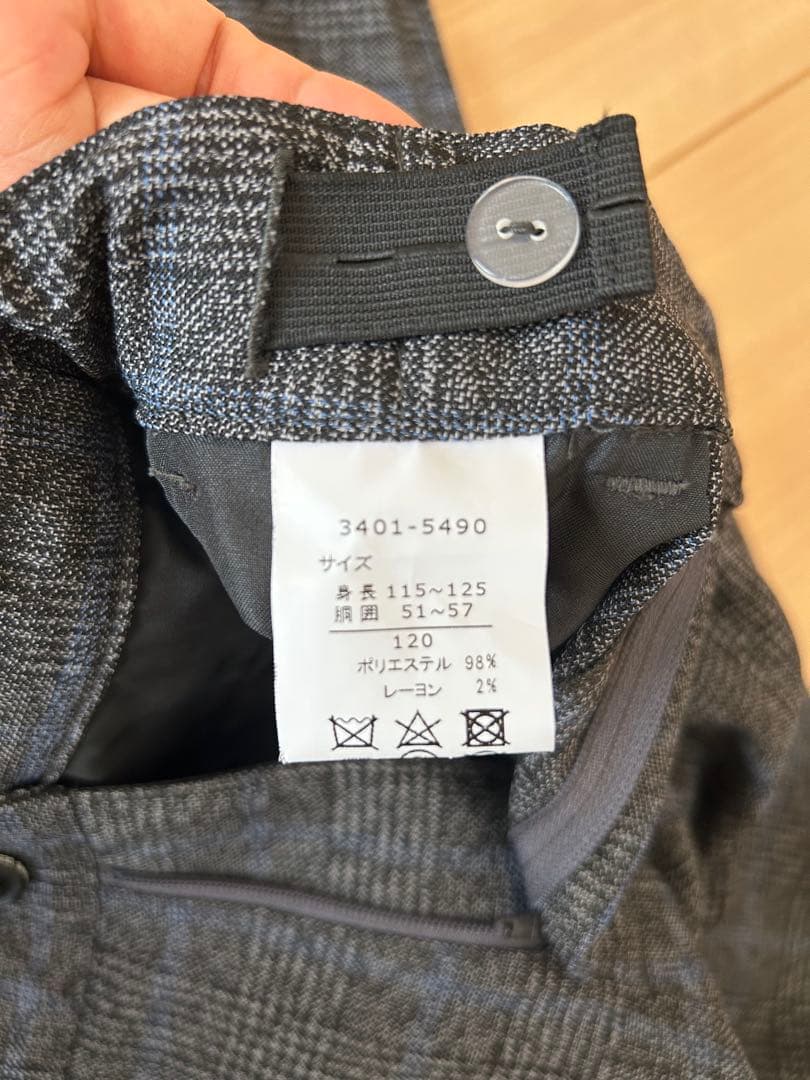 3401-5490
サイズ
身長 115~125
胴囲 51~57
120
ポリエステル 98%
レーヨン 2%